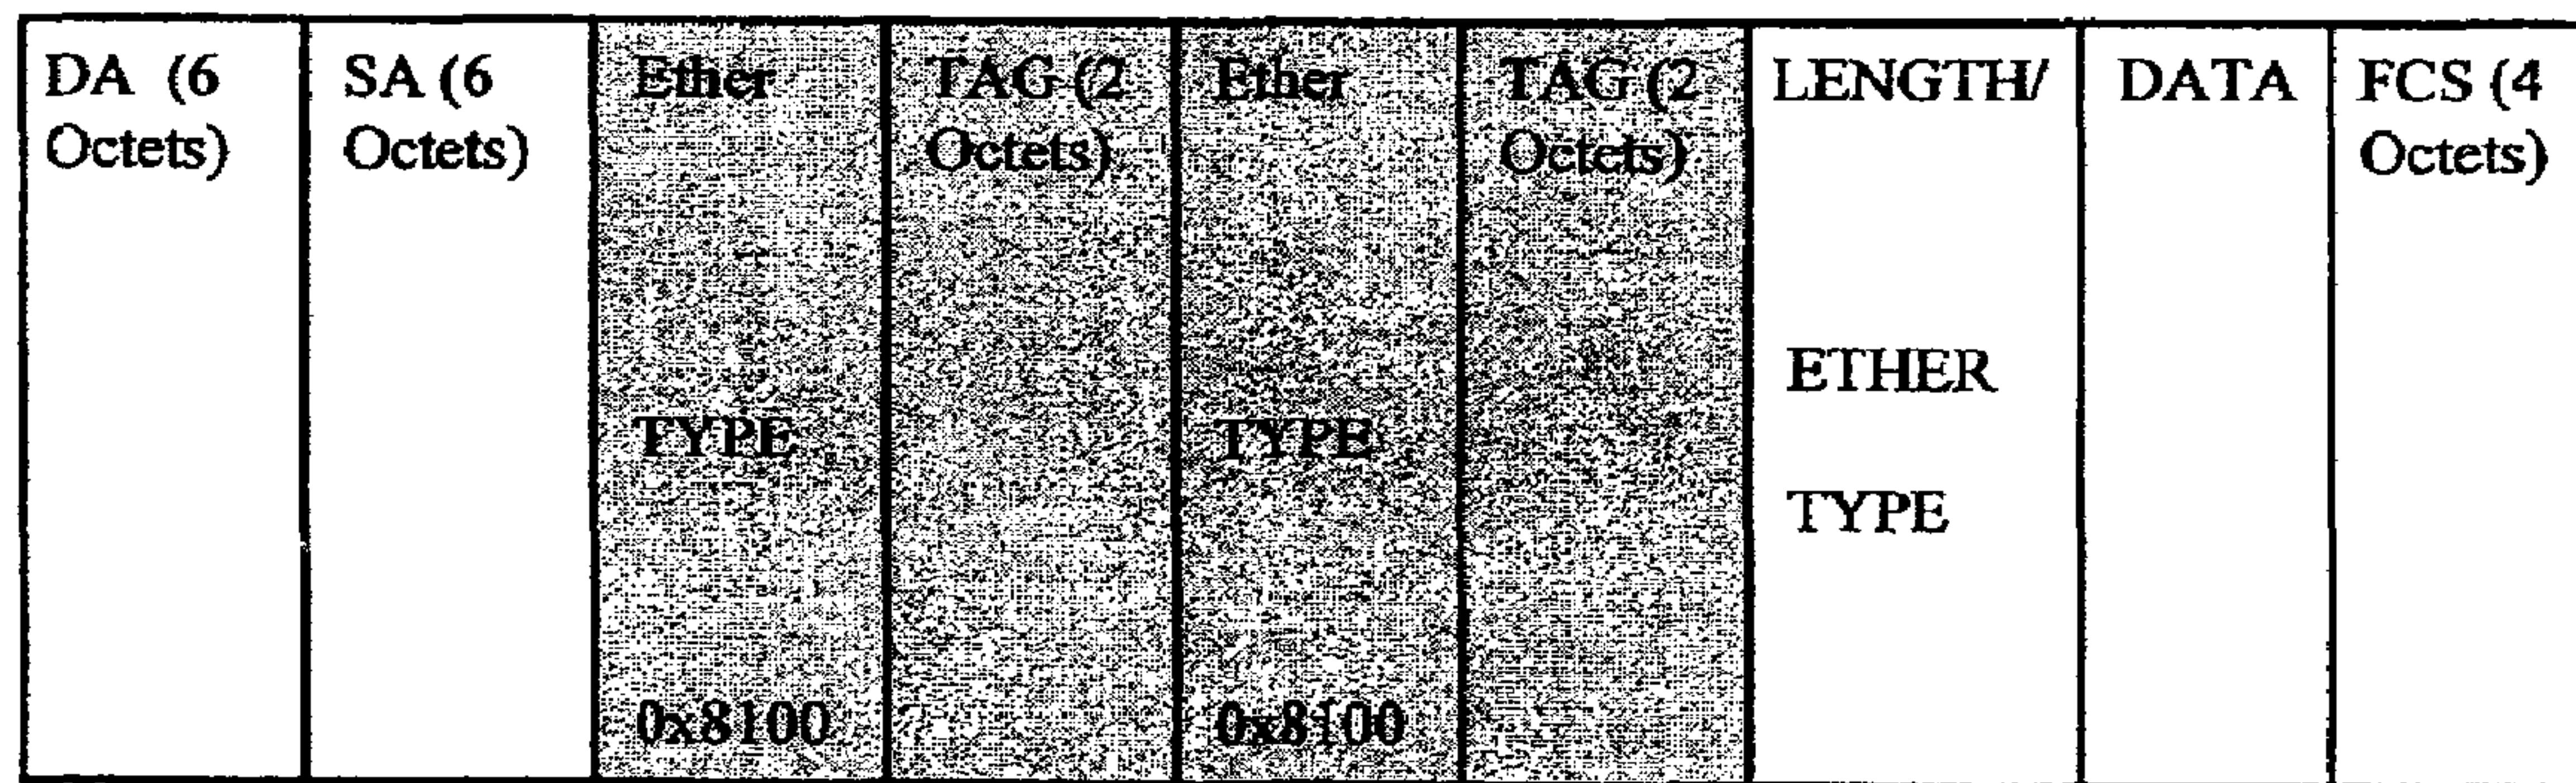 DA (6
Octets)
SA (6
Octets)
Ether
TYPE
0x8100
TAG (2
Octets)
Ether
TYPE
0x8100
TAG (2
Octets)
LENGTH/
ETHER
TYPE
DATA
FCS (4
Octets)